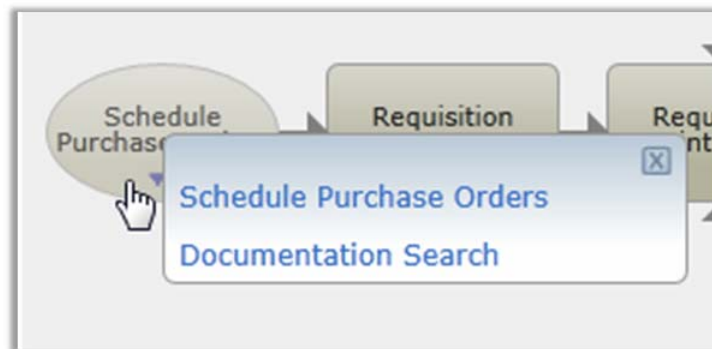 Schedule
Requisition
Schedule Purchase Orders
Documentation Search